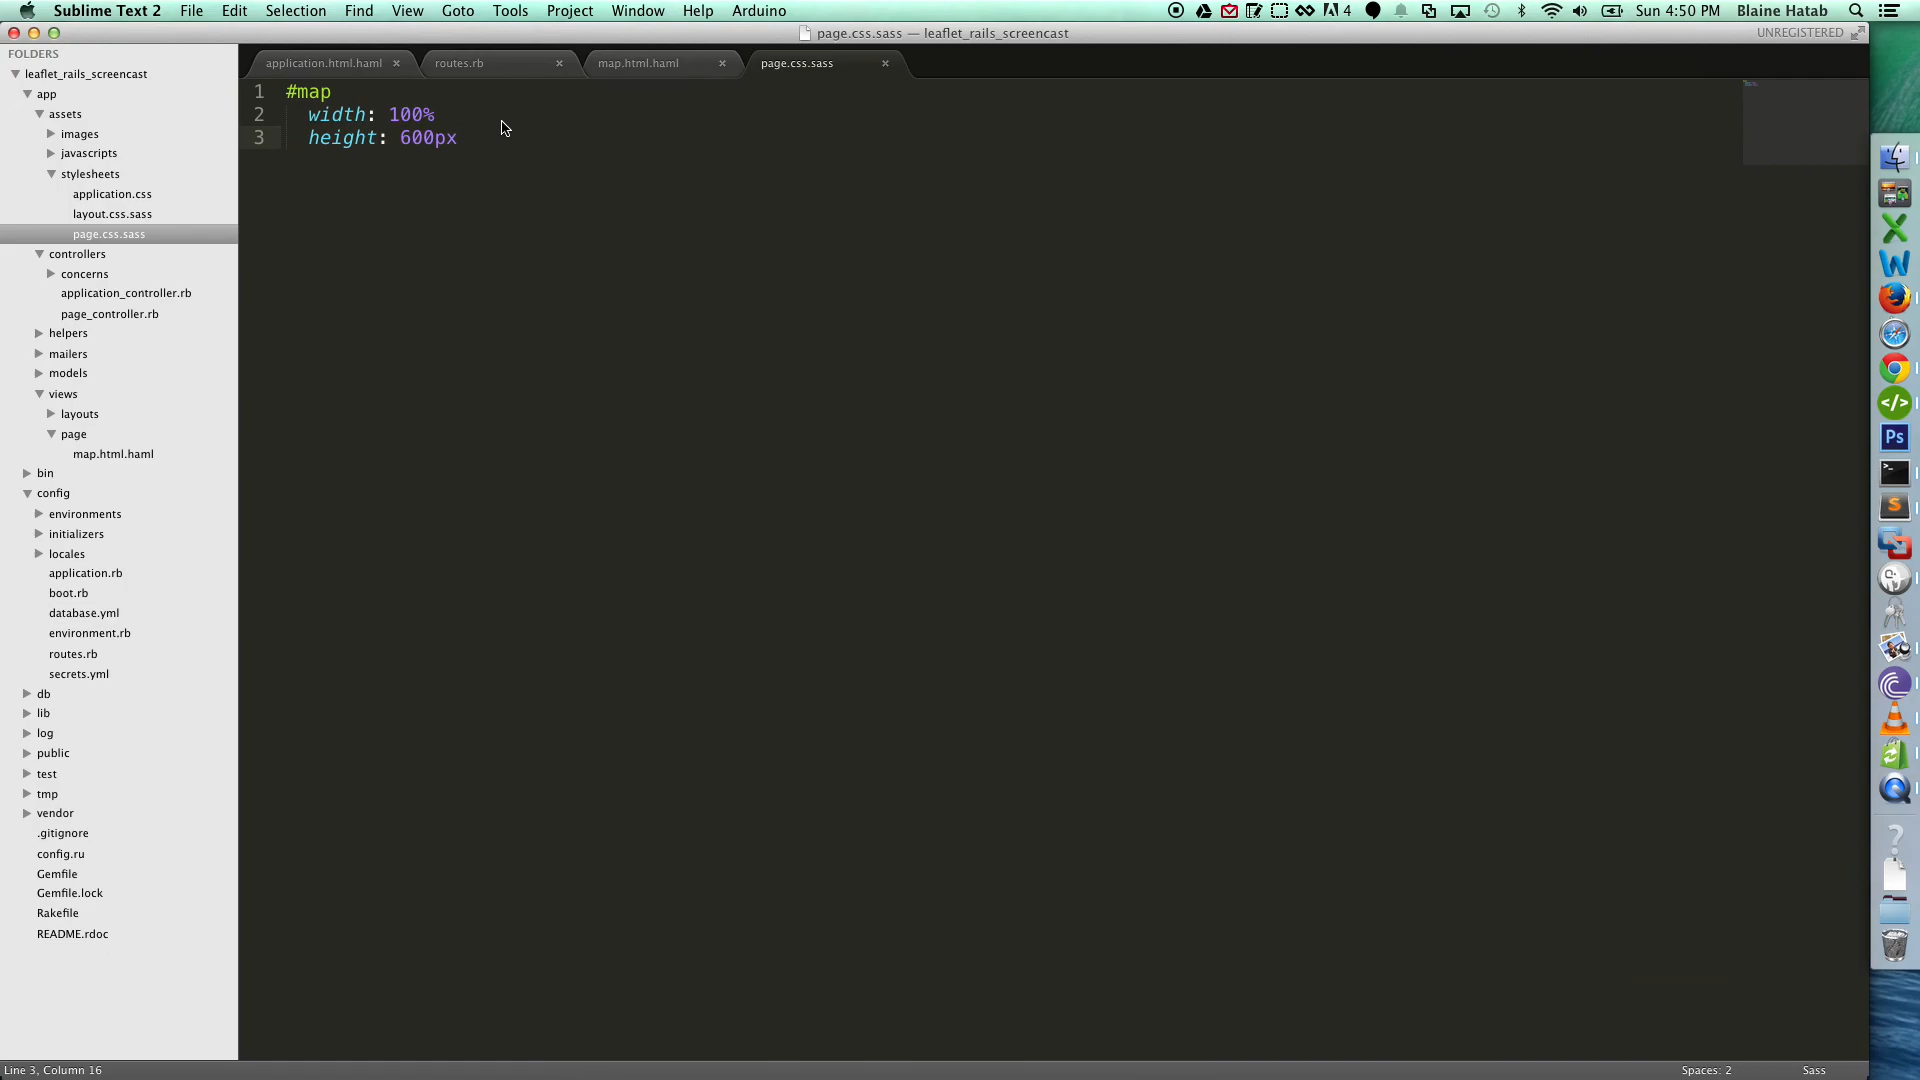 Sublime Text 2 File Edit Selection Find View Goto Tools Project Window Help Arduino 4 Sun 4:50 PM Blaine Hatab
page.css.sass — leaflet_rails_screencast UNREGISTERED
FOLDERS
leaflet_rails_screencast
app
assets
images
javascripts
stylesheets
application.css
layout.css.sass
page.css.sass
controllers
concerns
application_controller.rb
page_controller.rb
helpers
mailers
models
views
layouts
page
map.html.haml
bin
config
environments
initializers
locales
application.rb
boot.rb
database.yml
environment.rb
routes.rb
secrets.yml
db
lib
log
public
test
tmp
vendor
.gitignore
config.ru
Gemfile
Gemfile.lock
Rakefile
README.rdoc
application.html.haml × routes.rb × map.html.haml × page.css.sass ×
1 #map
2 width: 100%
3 height: 600px
Ps
Line 3, Column 16 Spaces: 2 Sass